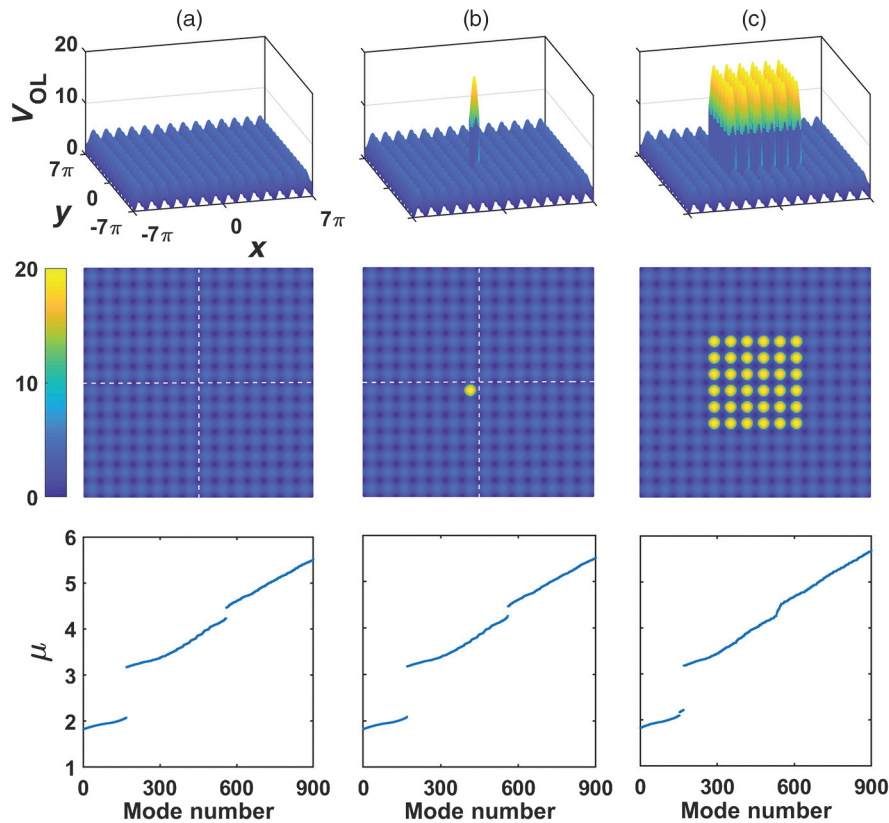 (a) (b) (c)
20
10
0
V_OL
7π
0
-7π
y
-7π 0 7π
x
20
10
0
6
5
4
3
2
1
μ
0 300 600 900 0 300 600 900 0 300 600 900
Mode number Mode number Mode number